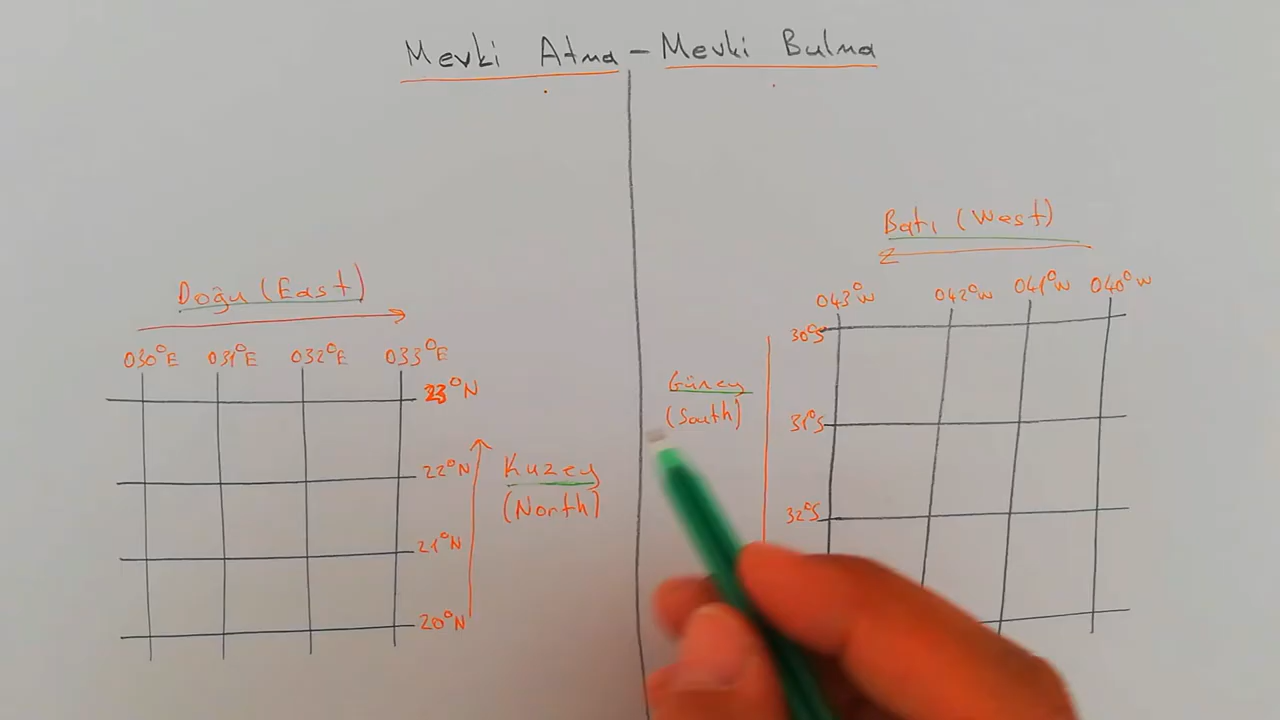 Mevki Atma - Mevki Bulma
Doğu (East)
030°E 031°E 032°E 033°E
23°N
22°N
21°N
20°N
Kuzey
(North)
Batı (West)
043°W 042°W 041°W 040°W
30°S
31°S
32°S
Güney
(South)